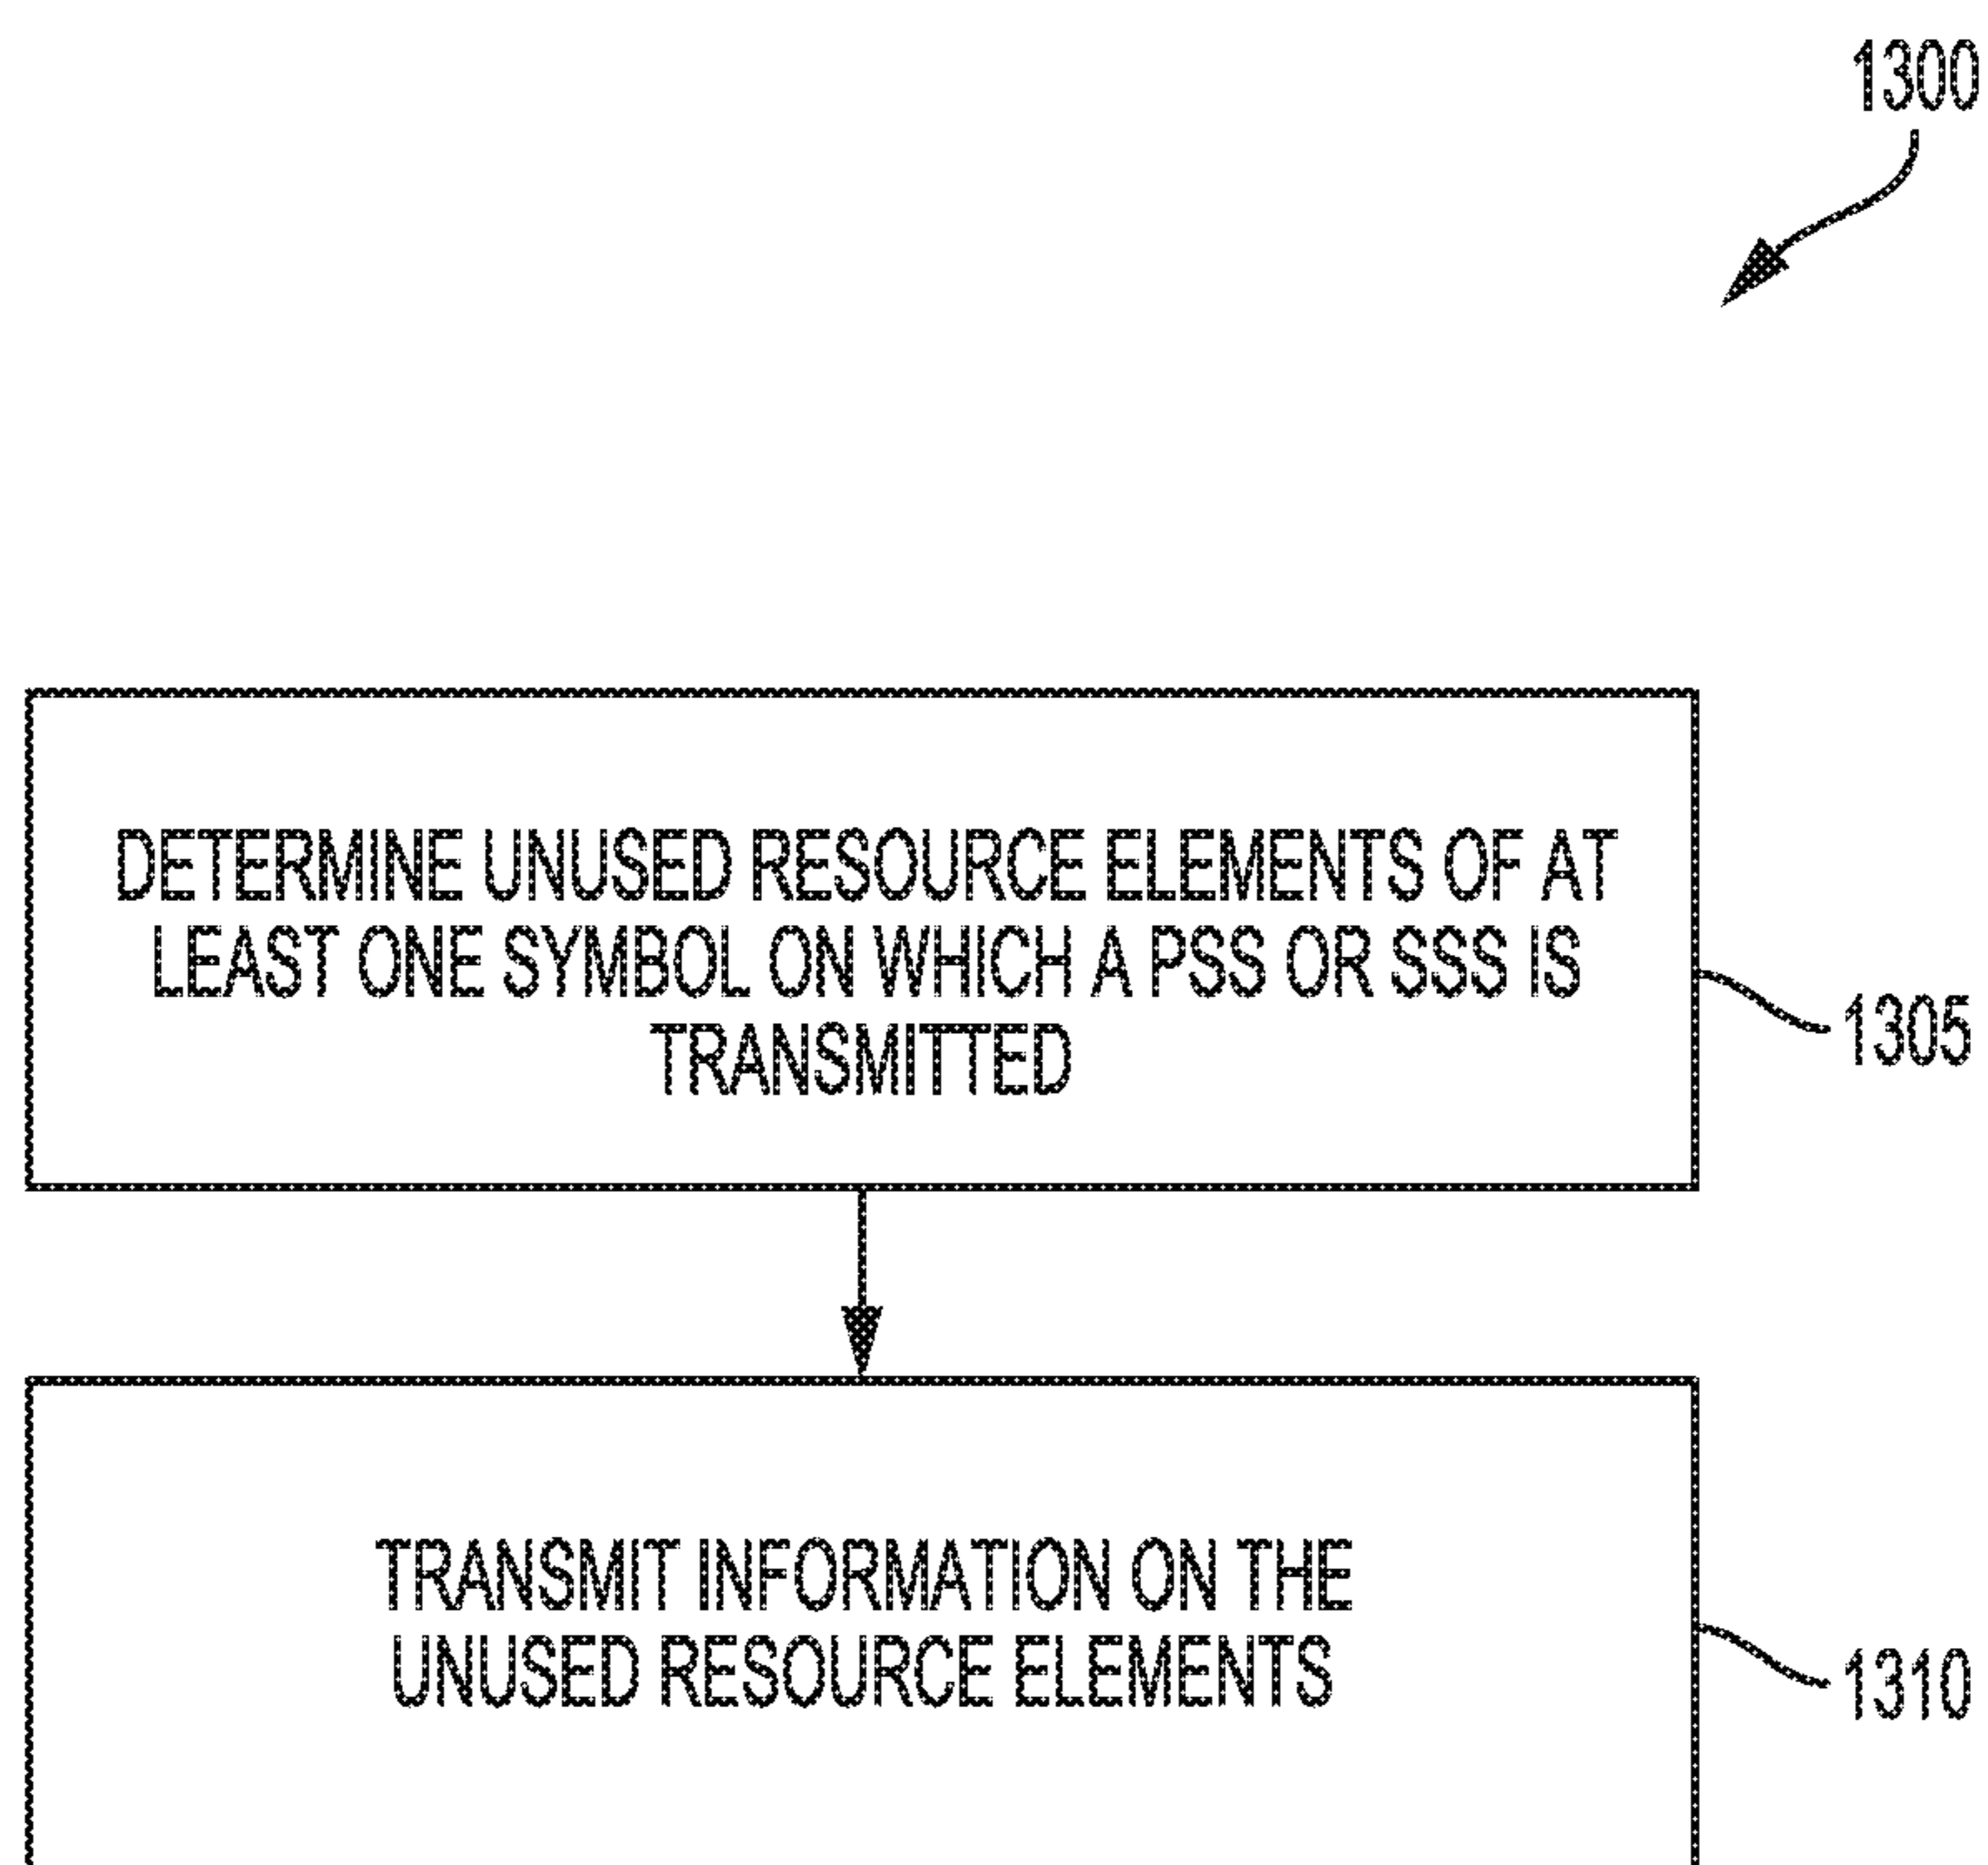 1300
DETERMINE UNUSED RESOURCE ELEMENTS OF AT
LEAST ONE SYMBOL ON WHICH A PSS OR SSS IS
TRANSMITTED
1305
TRANSMIT INFORMATION ON THE
UNUSED RESOURCE ELEMENTS
1310